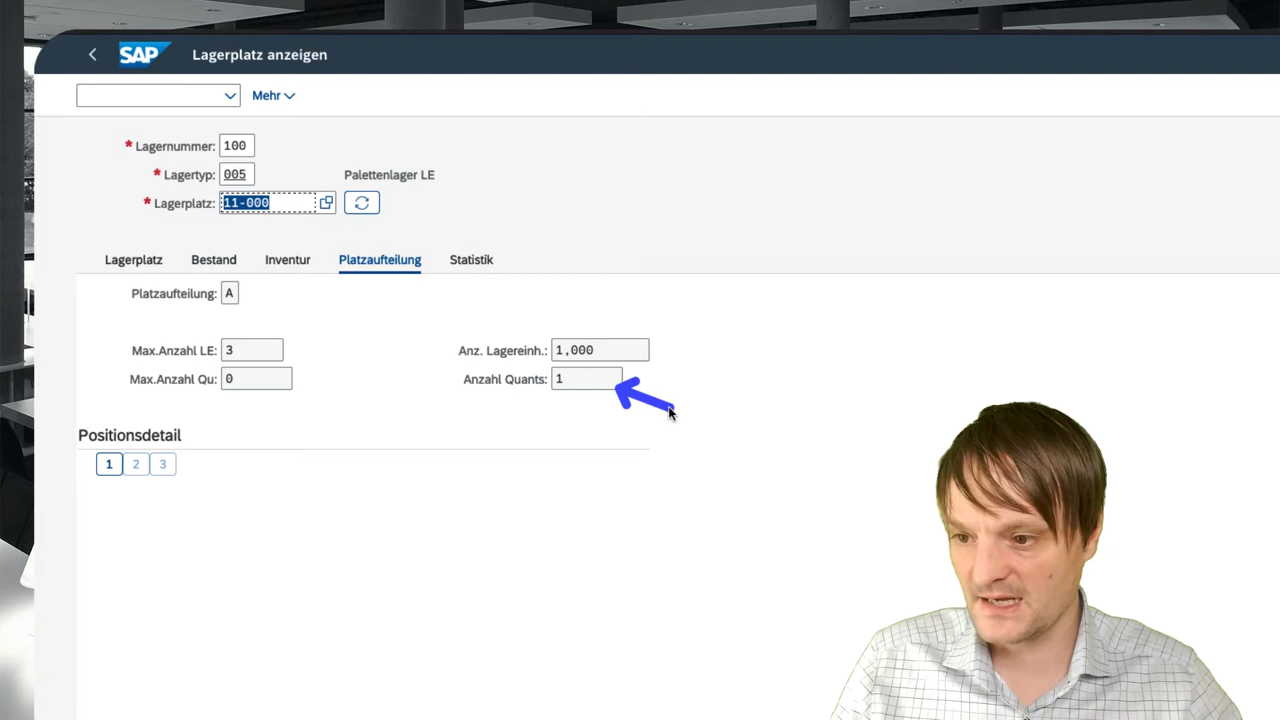 SAP Lagerplatz anzeigen
Mehr
* Lagernummer: 100
* Lagertyp: 005 Palettenlager LE
* Lagerplatz: 11-000
Lagerplatz Bestand Inventur Platzaufteilung Statistik
Platzaufteilung: A
Max.Anzahl LE: 3 Anz. Lagereinh.: 1,000
Max.Anzahl Qu: 0 Anzahl Quants: 1
Positionsdetail
1 2 3